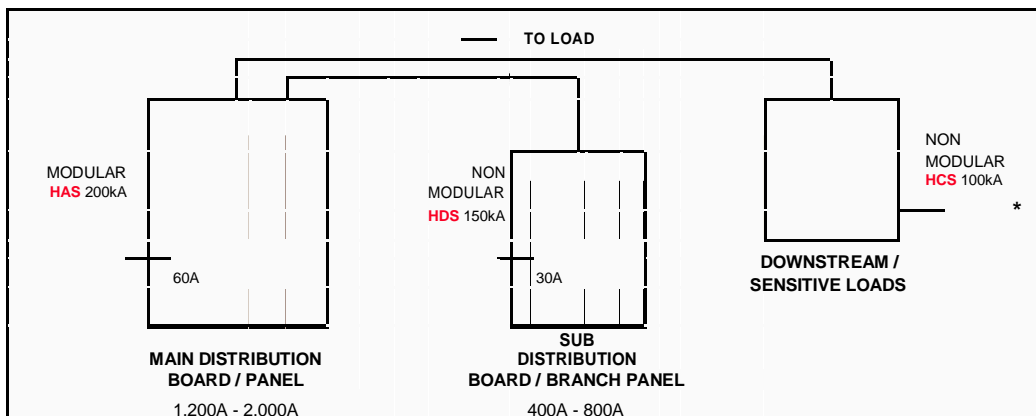 TO LOAD
MODULAR
HAS 200kA
60A
MAIN DISTRIBUTION
BOARD / PANEL
1,200A - 2,000A
NON
MODULAR
HDS 150kA
30A
SUB
DISTRIBUTION
BOARD / BRANCH PANEL
400A - 800A
NON
MODULAR
HCS 100kA
*
DOWNSTREAM /
SENSITIVE LOADS